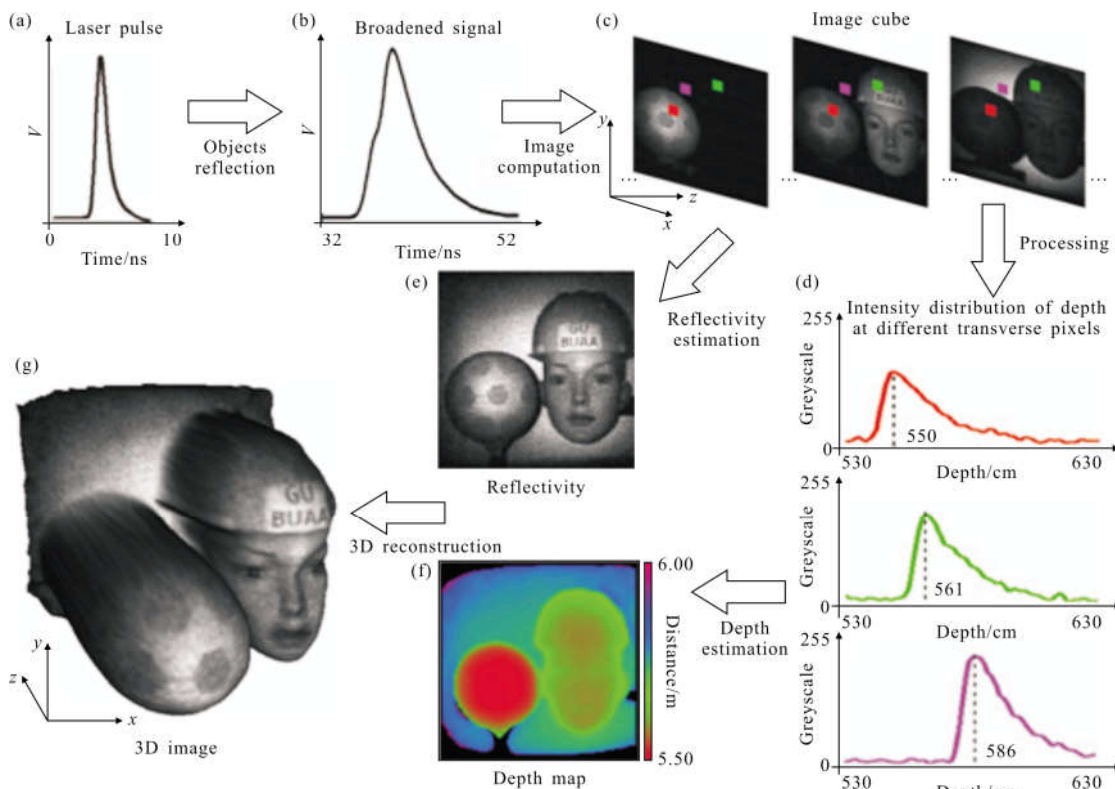 (a)
Laser pulse
V
0
10
Time/ns
Objects
reflection
(b)
Broadened signal
V
32
52
Time/ns
Image
computation
(c)
Image cube
GU
BUAA
y
z
x
...
...
...
...
Processing
(d)
Intensity distribution of depth
at different transverse pixels
255
Greyscale
0
550
530
Depth/cm
630
255
Greyscale
0
561
530
Depth/cm
630
255
Greyscale
0
586
530
Depth/cm
630
Reflectivity
estimation
(e)
GU
BUAA
Reflectivity
3D reconstruction
(f)
6.00
Distance/m
5.50
Depth map
Depth
estimation
(g)
GU
BUAA
y
z
x
3D image